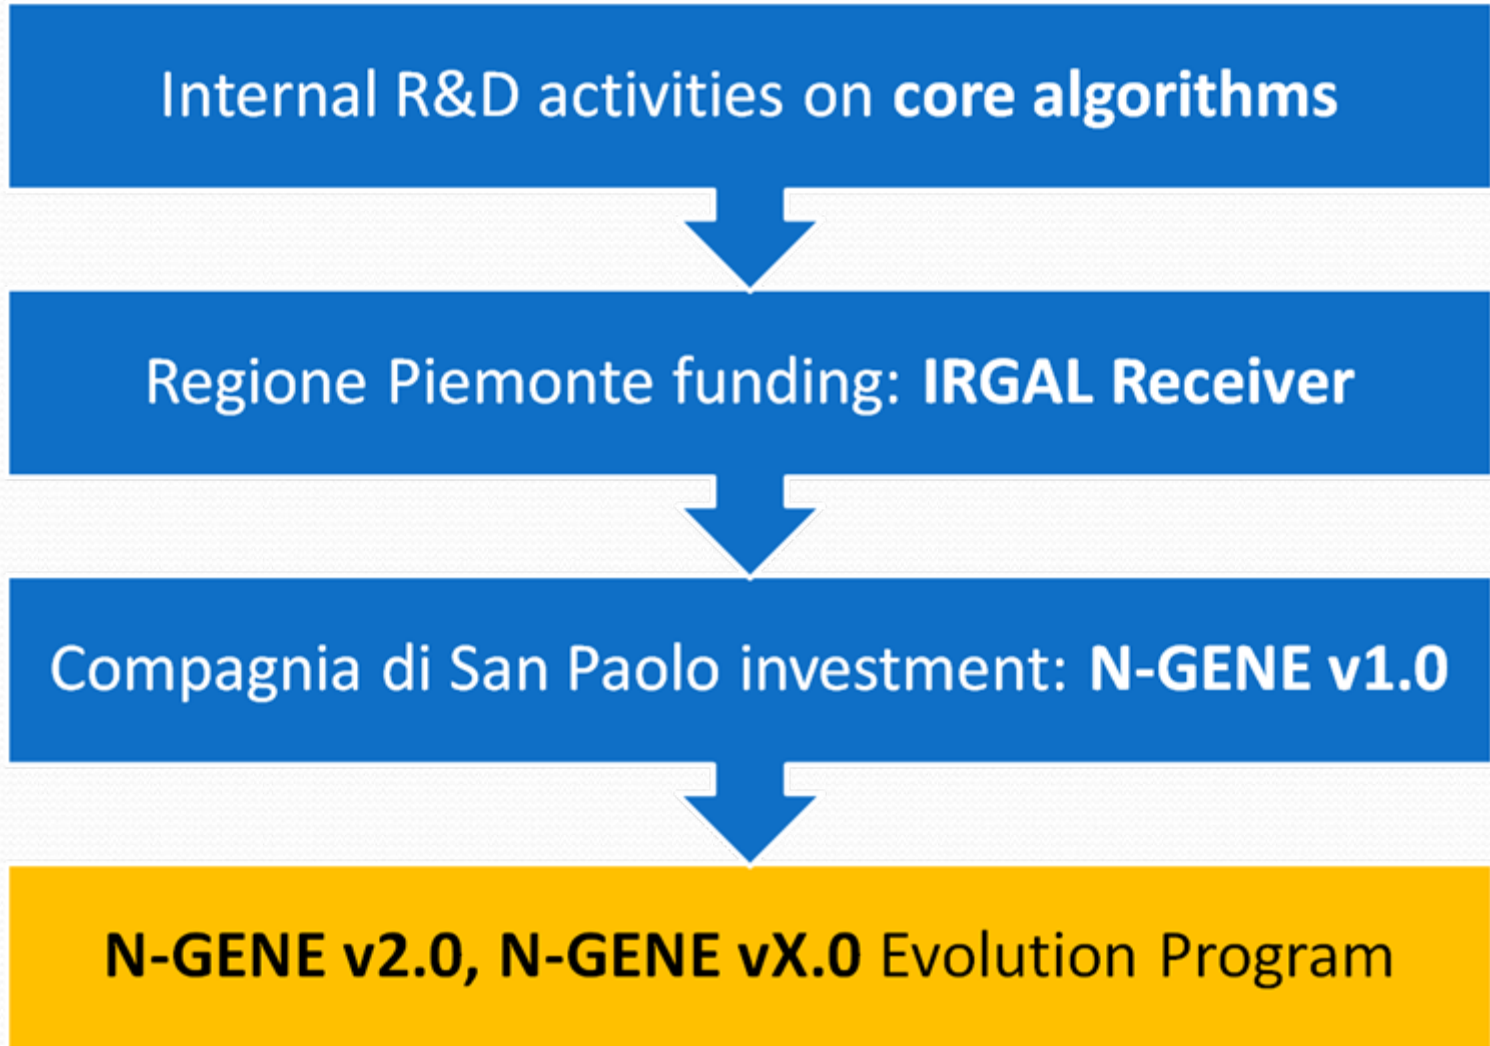 Internal R&D activities on core algorithms
Regione Piemonte funding: IRGAL Receiver
Compagnia di San Paolo investment: N-GENE v1.0
N-GENE v2.0, N-GENE vX.0 Evolution Program